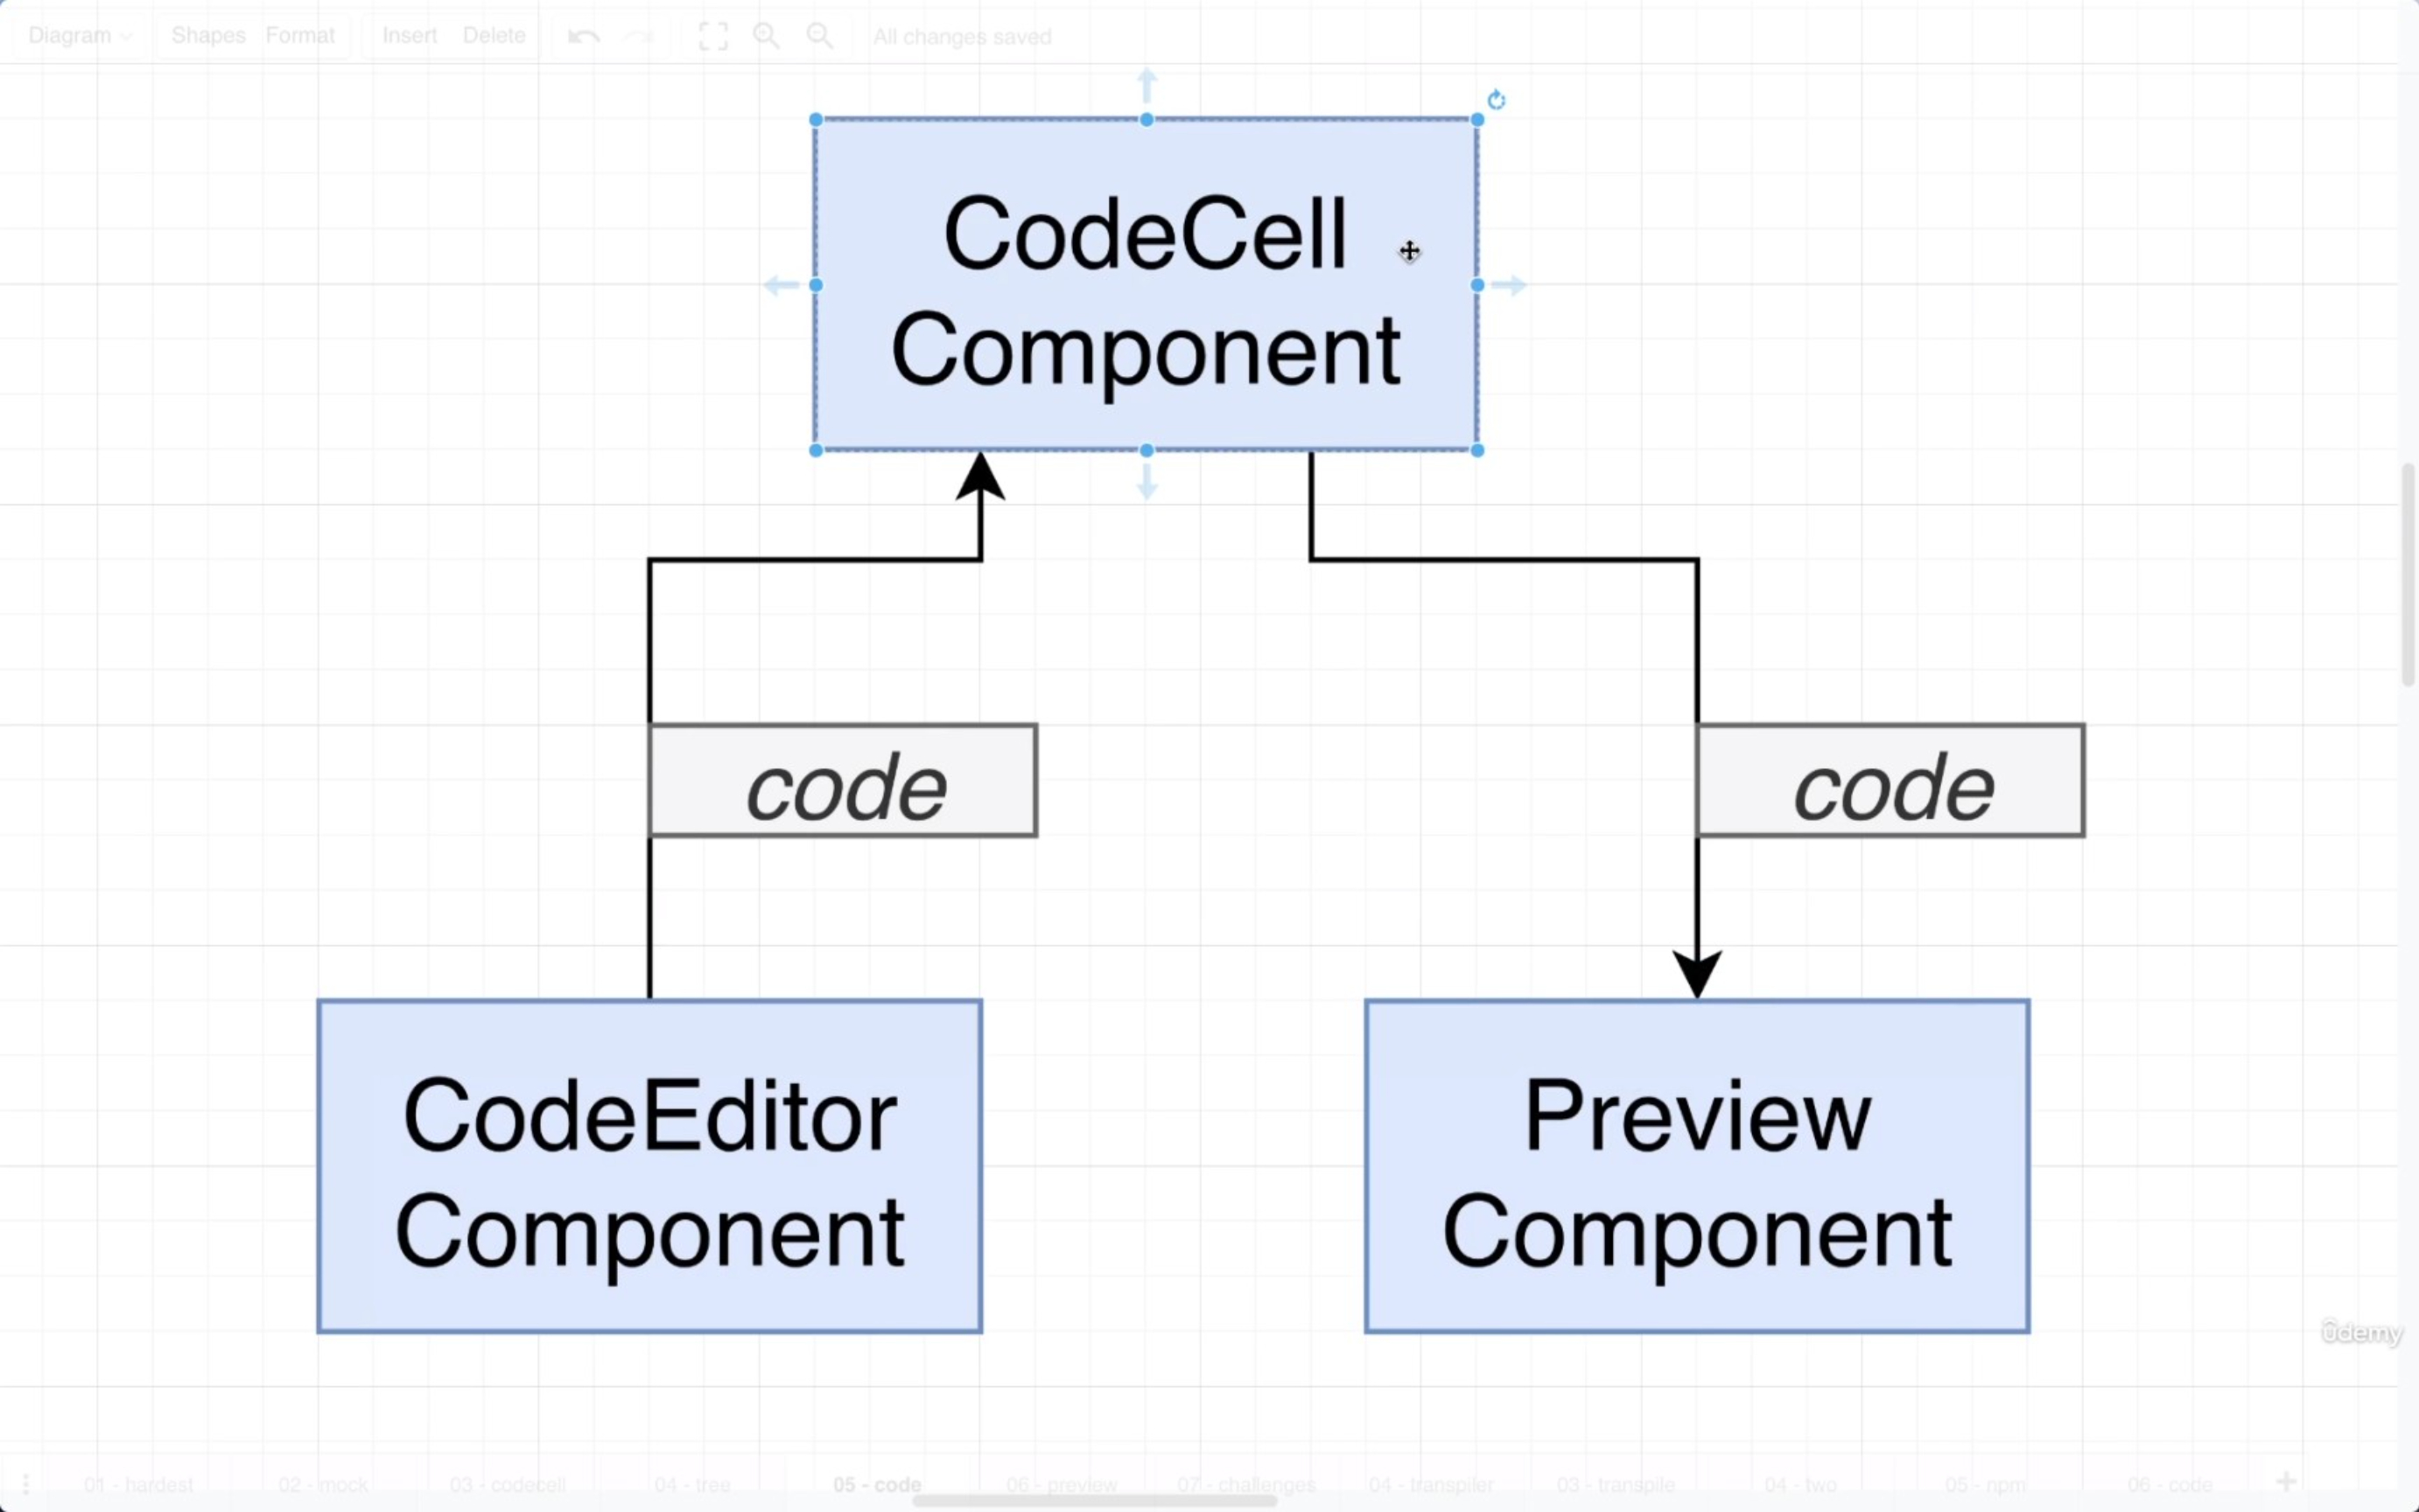 Diagram
Shapes
Format
Insert
Delete
All changes saved
CodeCell
Component
code
code
CodeEditor
Component
Preview
Component
ûdemy
01 - hardest
02 - mock
03 - codecell
04 - tree
05 - code
06 - preview
07 - challenges
04 - transpiler
03 - transpile
04 - two
05 - npm
06 - code